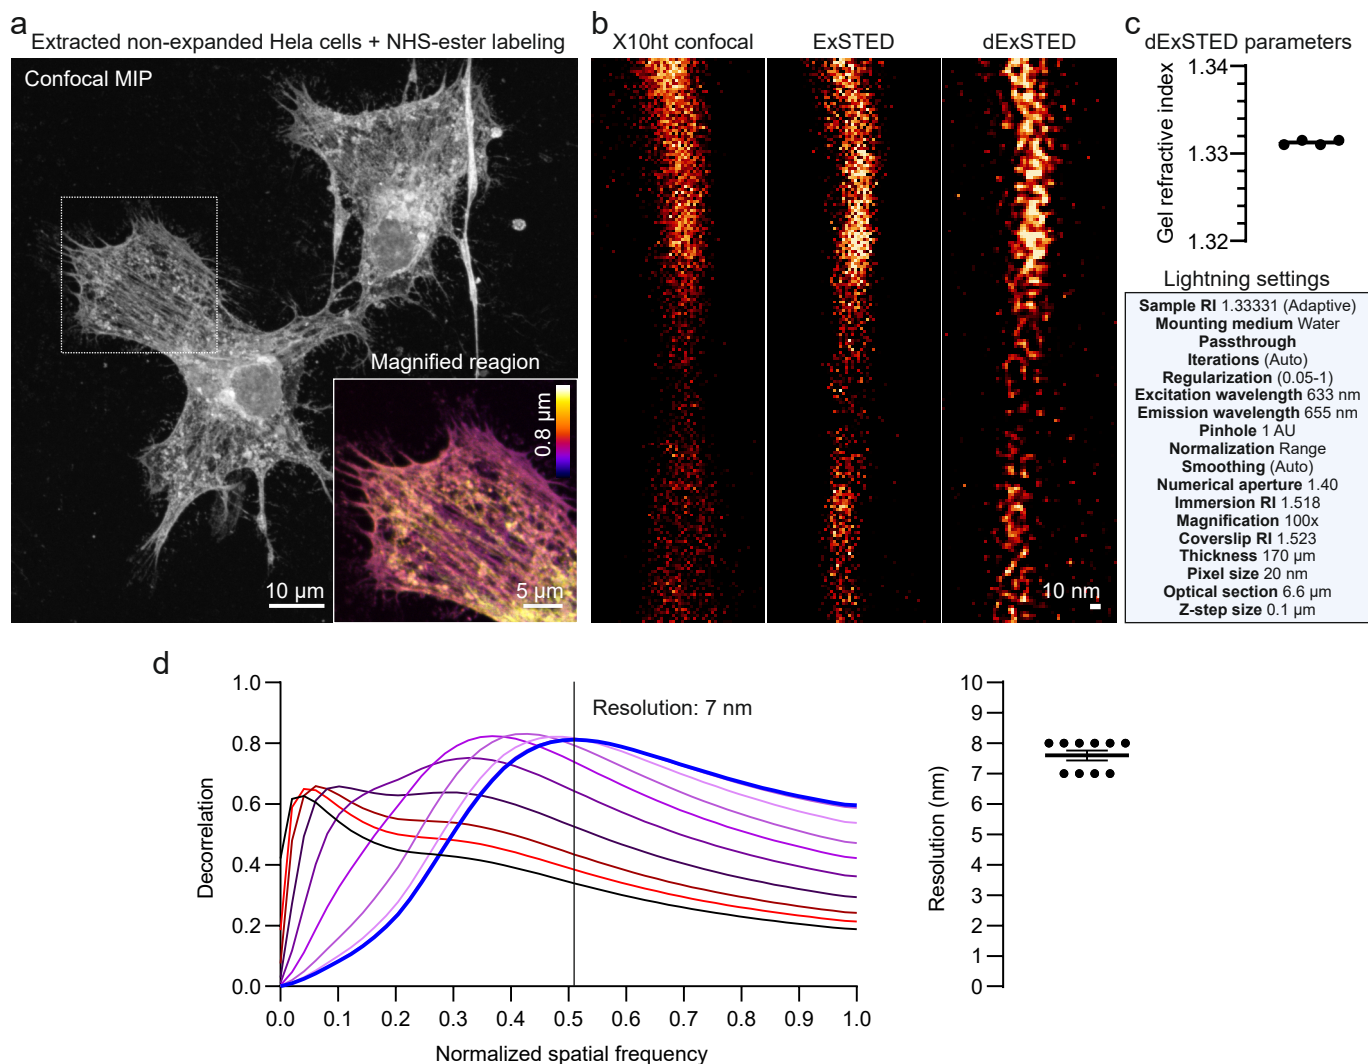 a
Extracted non-expanded Hela cells + NHS-ester labeling
Confocal MIP
10 µm
Magnified reagion
0.8 µm
5 µm
b
X10ht confocal
ExSTED
dExSTED
10 nm
c
dExSTED parameters
Gel refractive index
1.34
1.33
1.32
Lightning settings
Sample RI 1.33331 (Adaptive)
Mounting medium Water
Passthrough
Iterations (Auto)
Regularization (0.05-1)
Excitation wavelength 633 nm
Emission wavelength 655 nm
Pinhole 1 AU
Normalization Range
Smoothing (Auto)
Numerical aperture 1.40
Immersion RI 1.518
Magnification 100x
Coverslip RI 1.523
Thickness 170 µm
Pixel size 20 nm
Optical section 6.6 µm
Z-step size 0.1 µm
d
Decorrelation
1.0
0.8
0.6
0.4
0.2
0.0
Resolution: 7 nm
0.0 0.1 0.2 0.3 0.4 0.5 0.6 0.7 0.8 0.9 1.0
Normalized spatial frequency
Resolution (nm)
10
9
8
7
6
5
4
3
2
1
0